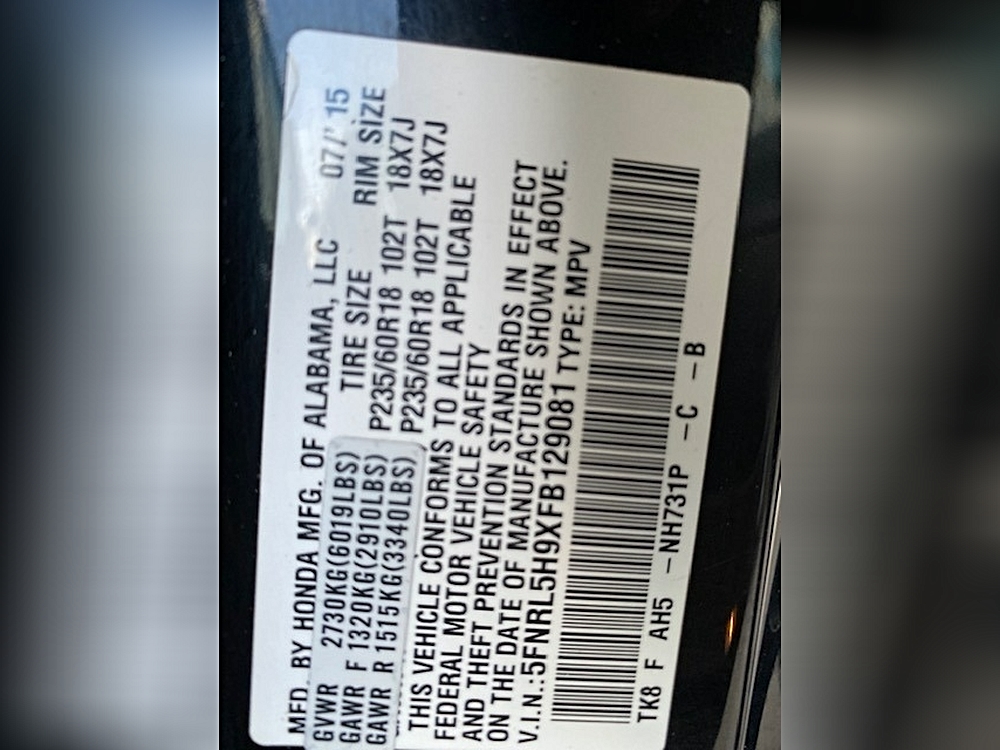 MFD. BY HONDA MFG. OF ALABAMA, LLC 07/'15
GVWR 2730KG(6019LBS) TIRE SIZE RIM SIZE
GAWR F 1320KG(2910LBS) P235/60R18 102T 18X7J
GAWR R 1515KG(3340LBS) P235/60R18 102T 18X7J
THIS VEHICLE CONFORMS TO ALL APPLICABLE
FEDERAL MOTOR VEHICLE SAFETY
AND THEFT PREVENTION STANDARDS IN EFFECT
ON THE DATE OF MANUFACTURE SHOWN ABOVE.
V.I.N.:5FNRL5H9XFB129081 TYPE: MPV
TK8 F AH5 -NH731P -C -B